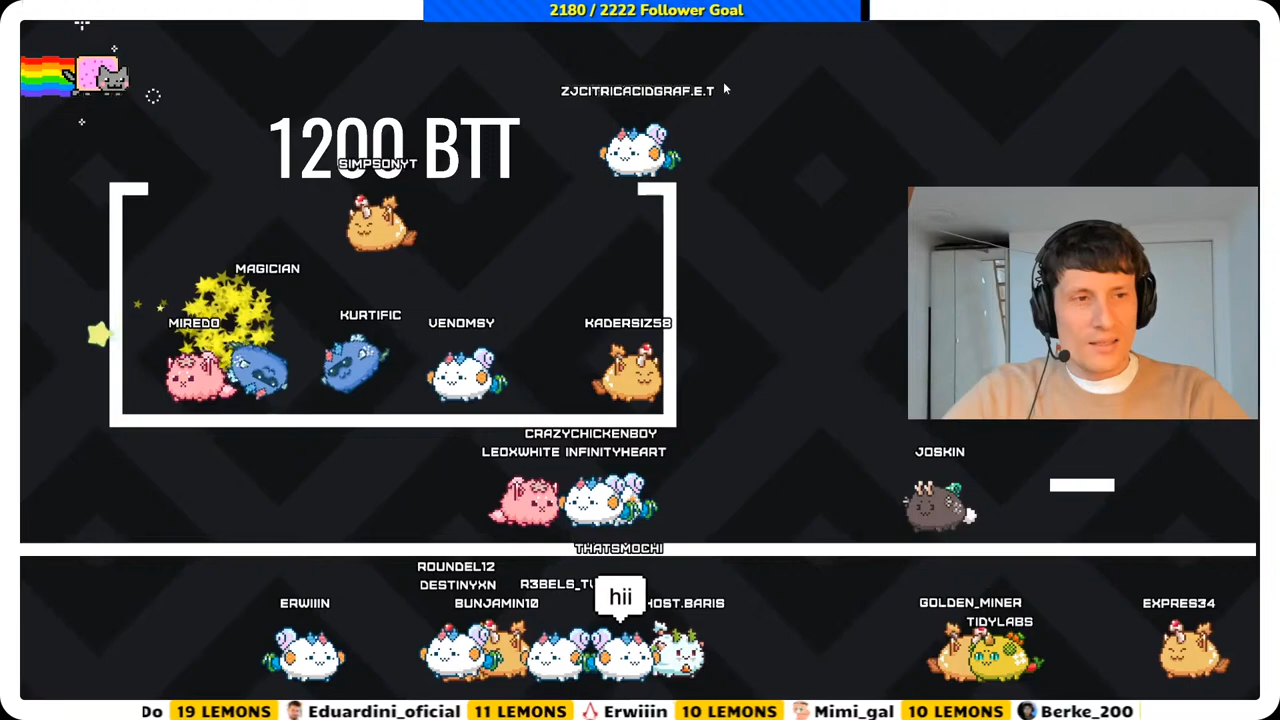 2180 / 2222 Follower Goal
ZJCITRICACIDGRAF.E.T
1200 BTT
SIMPSONYT
MAGICIAN
MIREDO
KURTIFIC
VENOMSY
KADERSIZ58
CRAZYCHICKENBOY
LEOXWHITE INFINITYHEART
JOSKIN
THATSMOCHI
ROUNDEL12
DESTINYXN
R3BELS_T
hii
ERWIIIN
BUNJAMIN10
HOST.BARIS
GOLDEN_MINER
TIDYLABS
EXPRES34
Do 19 LEMONS Eduardini_oficial 11 LEMONS Erwiiin 10 LEMONS Mimi_gal 10 LEMONS Berke_200